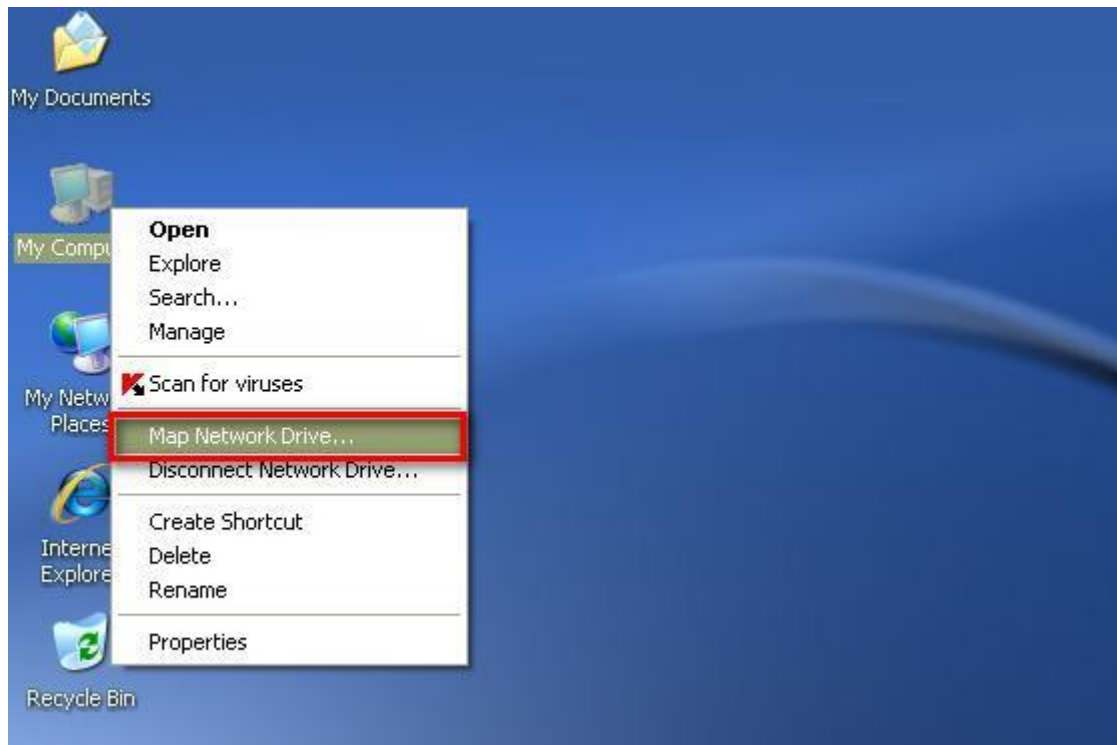 My Documents
My Compu
My Netw
Places
Interne
Explore
Recycle Bin
Open
Explore
Search...
Manage
Scan for viruses
Map Network Drive...
Disconnect Network Drive...
Create Shortcut
Delete
Rename
Properties